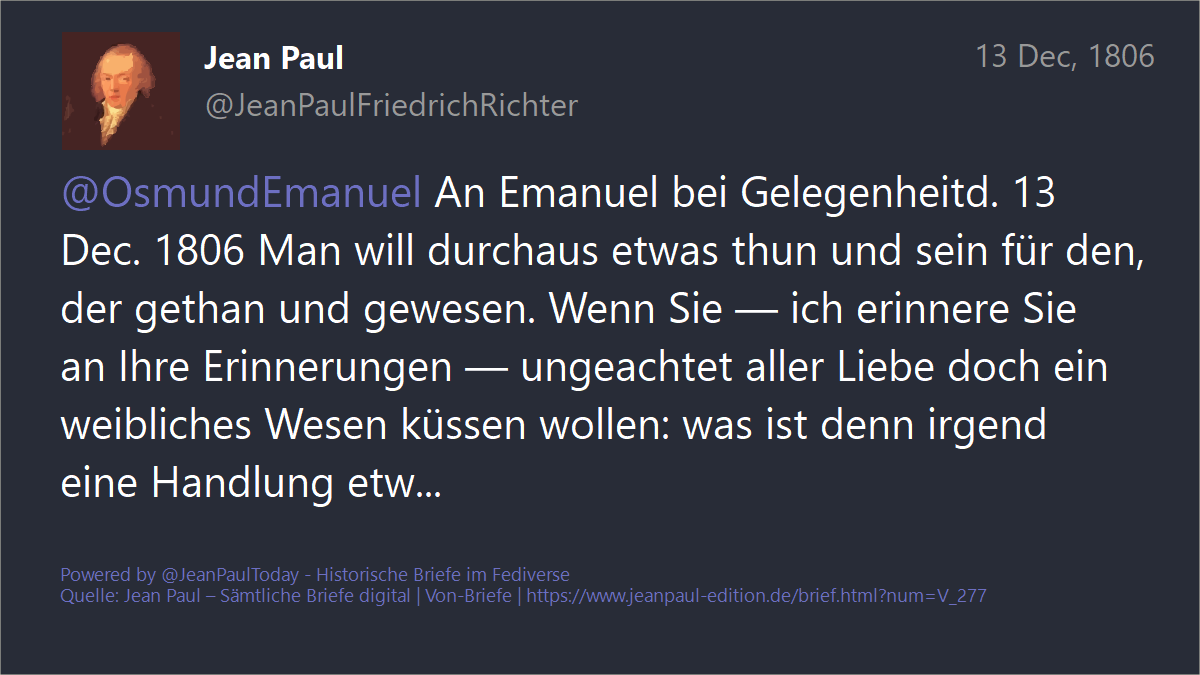 Jean Paul
13 Dec, 1806
@JeanPaulFriedrichRichter
@OsmundEmanuel An Emanuel bei Gelegenheitd. 13
Dec. 1806 Man will durchaus etwas thun und sein für den,
der gethan und gewesen. Wenn Sie — ich erinnere Sie
an Ihre Erinnerungen — ungeachtet aller Liebe doch ein
weibliches Wesen küssen wollen: was ist denn irgend
eine Handlung etw...
Powered by @JeanPaulToday - Historische Briefe im Fediverse
Quelle: Jean Paul – Sämtliche Briefe digital | Von-Briefe | https://www.jeanpaul-edition.de/brief.html?num=V_277